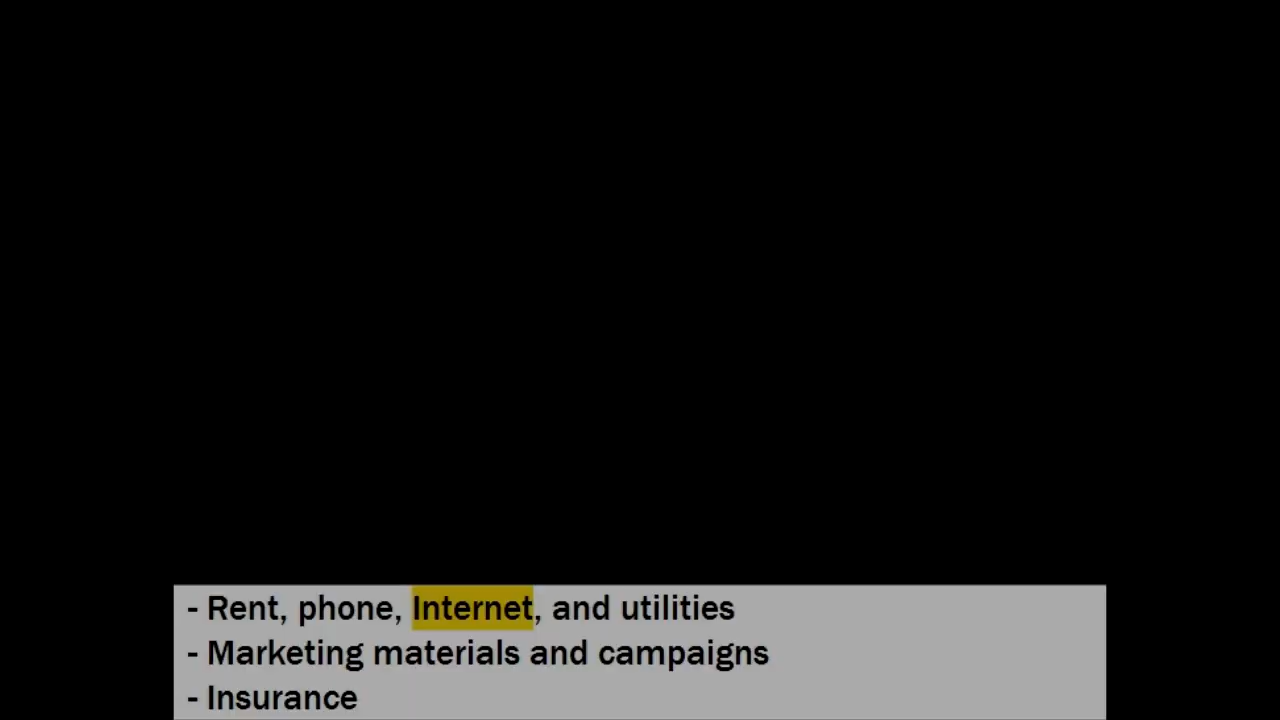 - Rent, phone, Internet, and utilities
- Marketing materials and campaigns
- Insurance